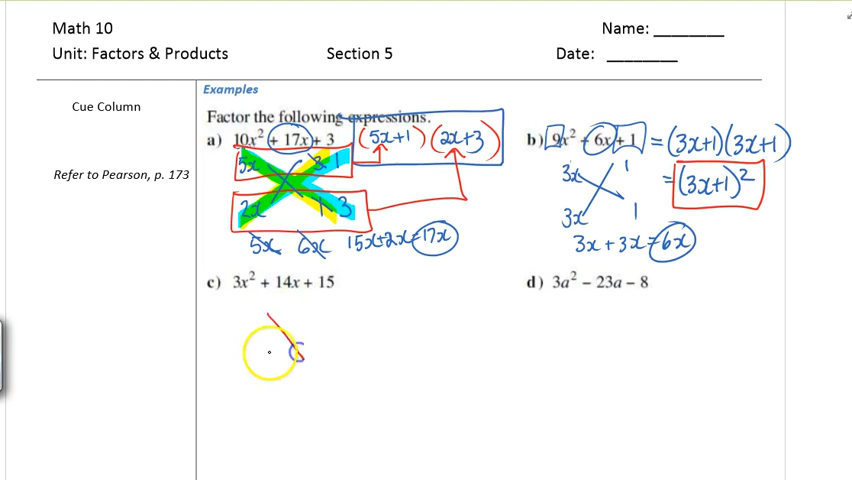 Math 10
Name: ________
Unit: Factors & Products
Section 5
Date: ________
Cue Column
Refer to Pearson, p. 173
Examples
Factor the following expressions.
a) 10x² + 17x + 3 (5x+1)(2x+3)
5x 3 1
2x 1 3
5x 6x 15x+2x=17x
b) 9x² + 6x + 1 = (3x+1)(3x+1)
= (3x+1)²
3x 1
3x 1
3x + 3x = 6x
c) 3x² + 14x + 15
d) 3a² − 23a − 8